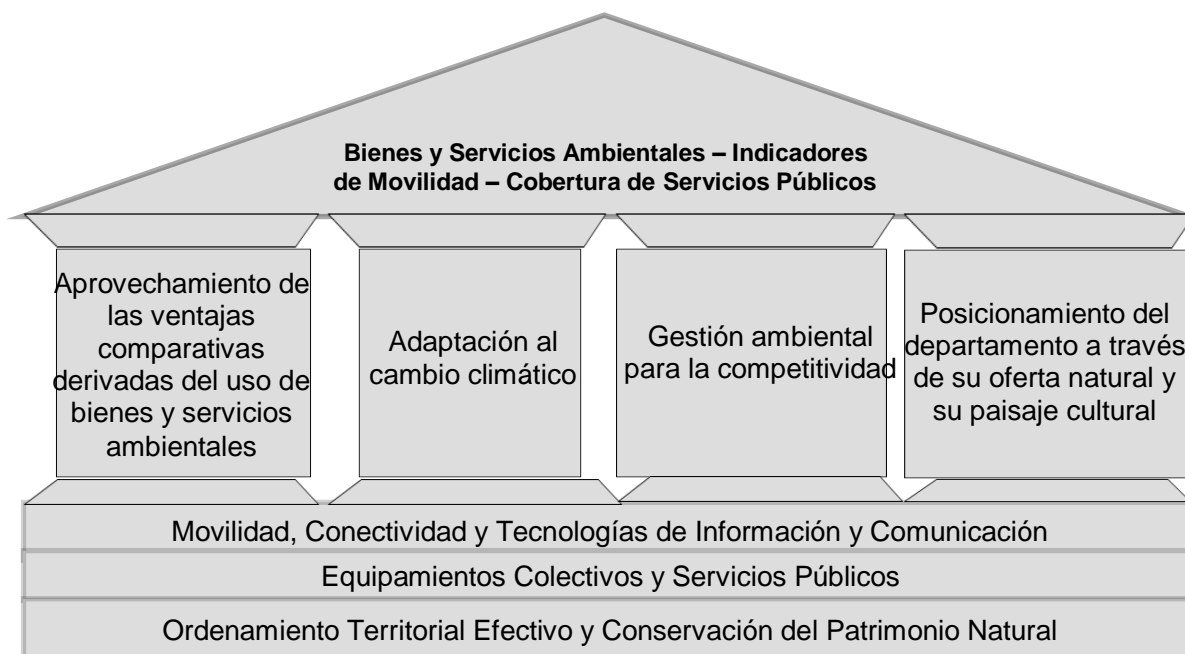 Bienes y Servicios Ambientales – Indicadores
de Movilidad – Cobertura de Servicios Públicos
Aprovechamiento de
las ventajas
comparativas
derivadas del uso de
bienes y servicios
ambientales
Adaptación al
cambio climático
Gestión ambiental
para la competitividad
Posicionamiento del
departamento a través
de su oferta natural y
su paisaje cultural
Movilidad, Conectividad y Tecnologías de Información y Comunicación
Equipamientos Colectivos y Servicios Públicos
Ordenamiento Territorial Efectivo y Conservación del Patrimonio Natural